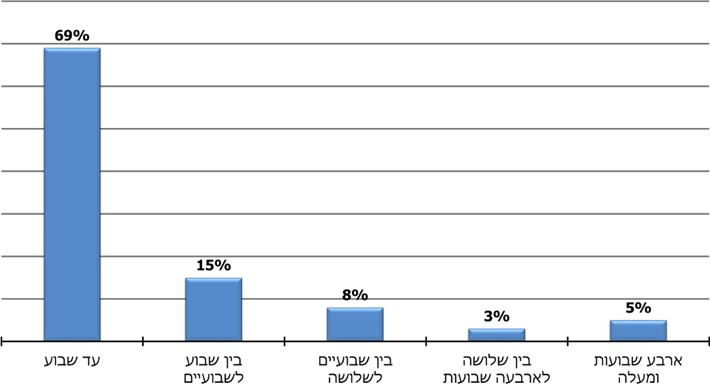 69%
15%
8%
3%
5%
עד שבוע
בין שבוע
לשבועיים
בין שבועיים
לשלושה
בין שלושה
לארבעה שבועות
ארבע שבועות
ומעלה